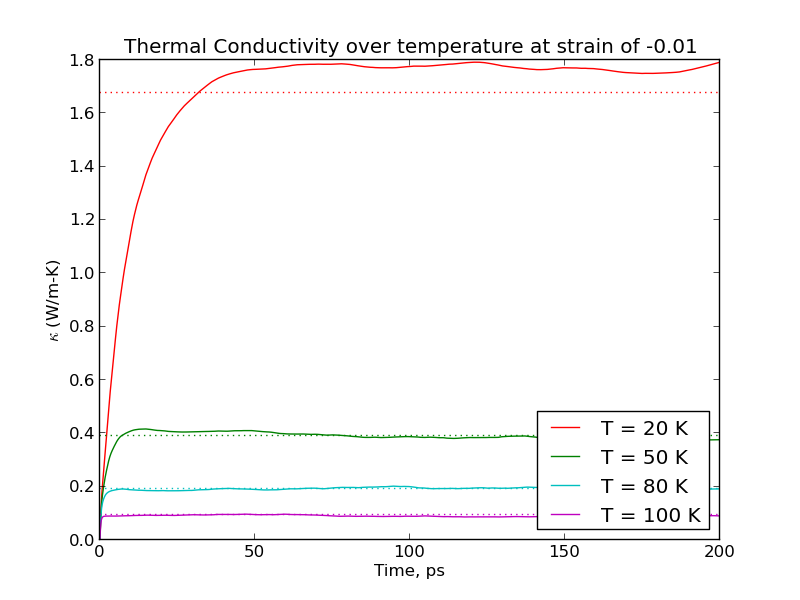 Thermal Conductivity over temperature at strain of -0.01
κ (W/m-K)
1.8
1.6
1.4
1.2
1.0
0.8
0.6
0.4
0.2
0.0
T = 20 K
T = 50 K
T = 80 K
T = 100 K
0 50 100 150 200
Time, ps